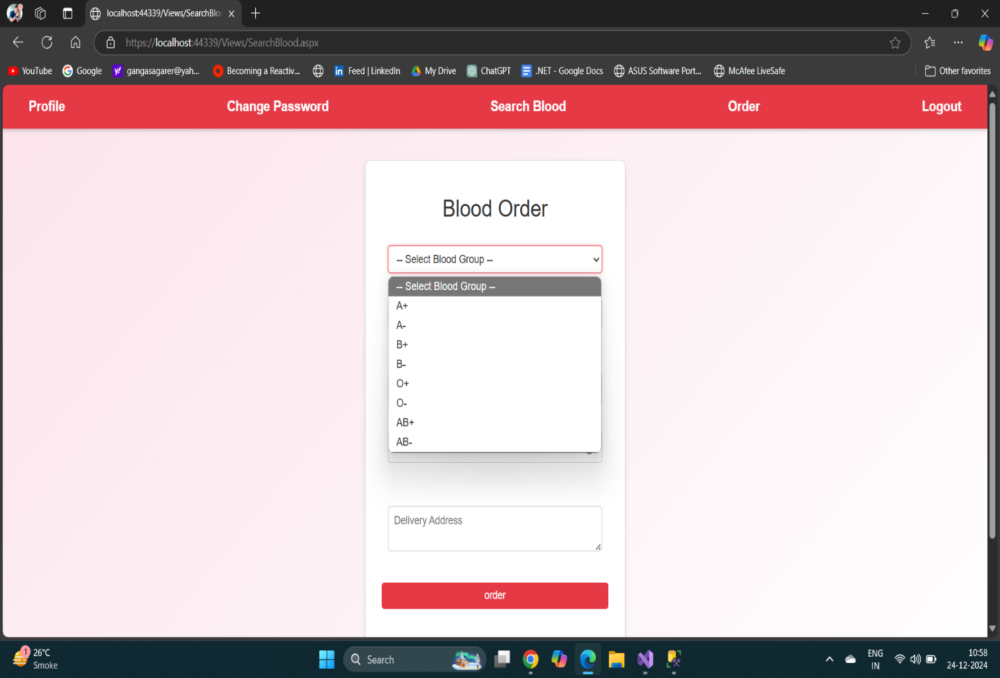 localhost:44339/Views/SearchBloo
https://localhost:44339/Views/SearchBlood.aspx
YouTube Google gangasagarer@yah... Becoming a Reactiv... Feed | LinkedIn My Drive ChatGPT .NET - Google Docs ASUS Software Port... McAfee LiveSafe Other favorites
Profile Change Password Search Blood Order Logout
Blood Order
-- Select Blood Group --
-- Select Blood Group --
A+
A-
B+
B-
O+
O-
AB+
AB-
Delivery Address
order
1
26°C
Smoke
Search
ENG
IN
10:58
24-12-2024